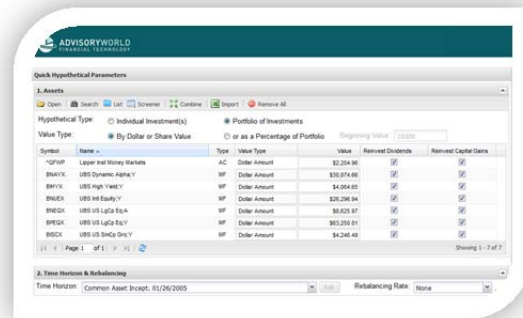 ADVISORYWORLD
FINANCIAL TECHNOLOGY
Quick Hypothetical Parameters
1. Assets
Open Search List Screener Combine Import Remove All
Hypothetical Type: Individual Investment(s) Portfolio of Investments
Value Type: By Dollar or Share Value or as a Percentage of Portfolio Beginning Value: 10000
Symbol Name Type Value Type Value Reinvest Dividends Reinvest Capital Gains
^QFWP Lipper Inst Money Markets AC Dollar Amount $2,204.96
BNAYX UBS Dynamic Alpha;Y MF Dollar Amount $30,074.66
BIHYX UBS High Yield;Y MF Dollar Amount $4,064.65
BNUEX UBS Intl Equity;Y MF Dollar Amount $26,296.94
BNEQX UBS US LgCp Eq;A MF Dollar Amount $8,625.97
BPEQX UBS US LgCp Eq;Y MF Dollar Amount $63,250.01
BISCX UBS US SmCp Gro;Y MF Dollar Amount $4,246.49
Page 1 of 1 Showing 1 - 7 of 7
2. Time Horizon & Rebalancing
Time Horizon: Common Asset Incept, 01/26/2005 Edit Rebalancing Rate: None